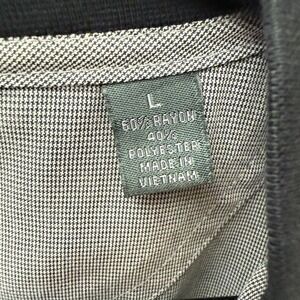 L
60% RAYON
40%
POLYESTER
MADE IN
VIETNAM